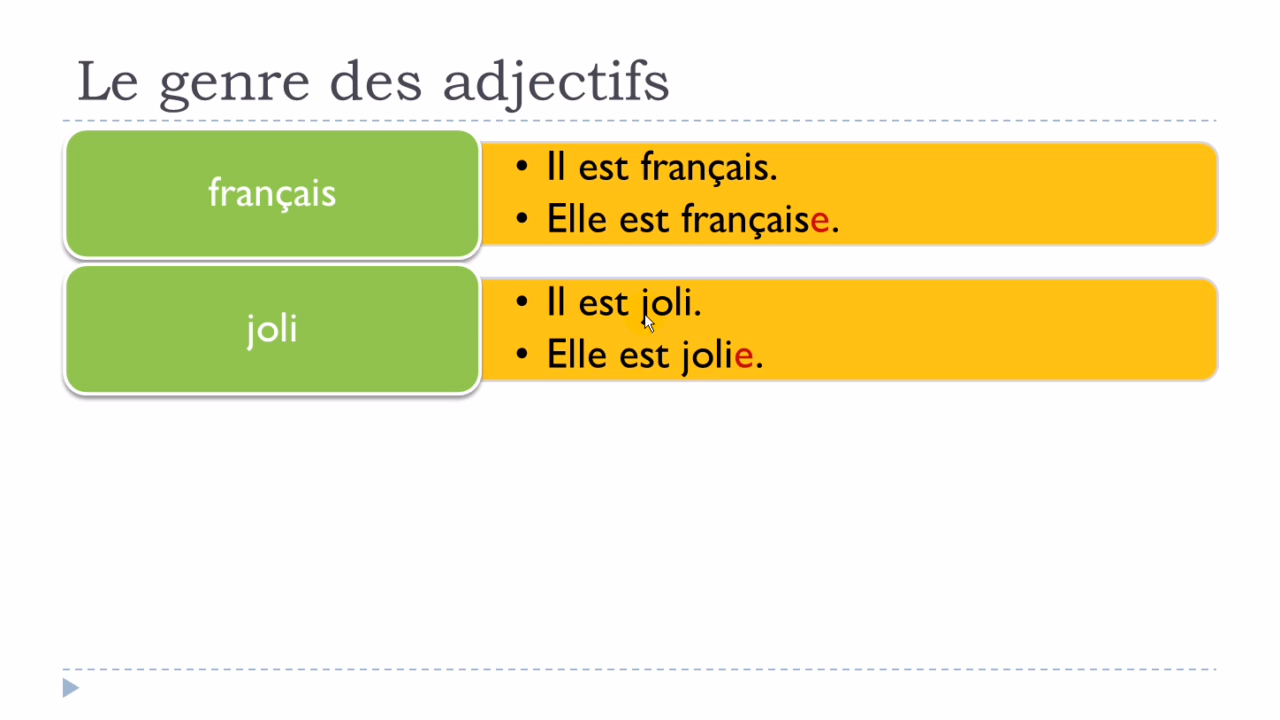 Le genre des adjectifs
français
• Il est français.
• Elle est française.
joli
• Il est joli.
• Elle est jolie.